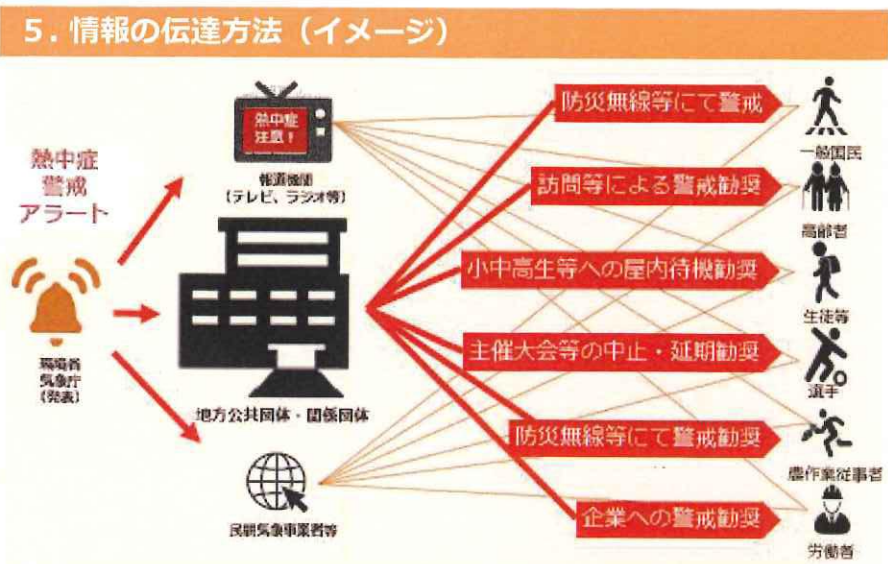 5．情報の伝達方法（イメージ）
熱中症
警戒
アラート
環境省
気象庁
(発表)
熱中症
注意！
報道機関
(テレビ、ラジオ等)
地方公共団体・関係団体
民間気象事業者等
防災無線等にて警戒
訪問等による警戒勧奨
小中高生等への屋内待機勧奨
主催大会等の中止・延期勧奨
防災無線等にて警戒勧奨
企業への警戒勧奨
一般国民
高齢者
生徒等
選手
農作業従事者
労働者